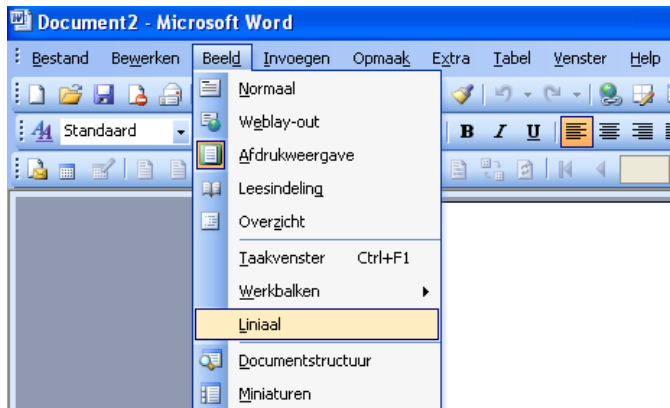 Document2 - Microsoft Word
Bestand Bewerken Beeld Invoegen Opmaak Extra Tabel Venster Help
Normaal
Weblay-out
Standaard
B I U
Afdrukweergave
Leesindeling
Overzicht
Taakvenster Ctrl+F1
Werkbalken
Liniaal
Documentstructuur
Miniaturen